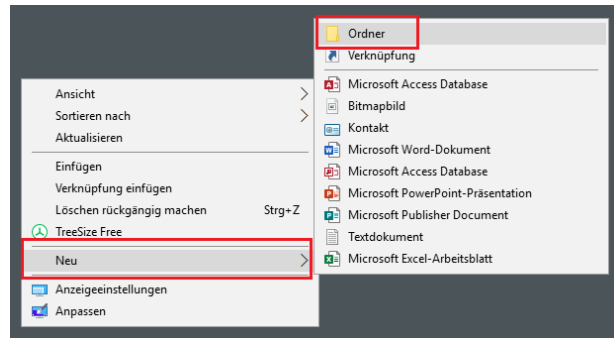 Ansicht
Sortieren nach
Aktualisieren
Einfügen
Verknüpfung einfügen
Löschen rückgängig machen Strg+Z
TreeSize Free
Neu
Anzeigeeinstellungen
Anpassen
Ordner
Verknüpfung
Microsoft Access Database
Bitmapbild
Kontakt
Microsoft Word-Dokument
Microsoft Access Database
Microsoft PowerPoint-Präsentation
Microsoft Publisher Document
Textdokument
Microsoft Excel-Arbeitsblatt